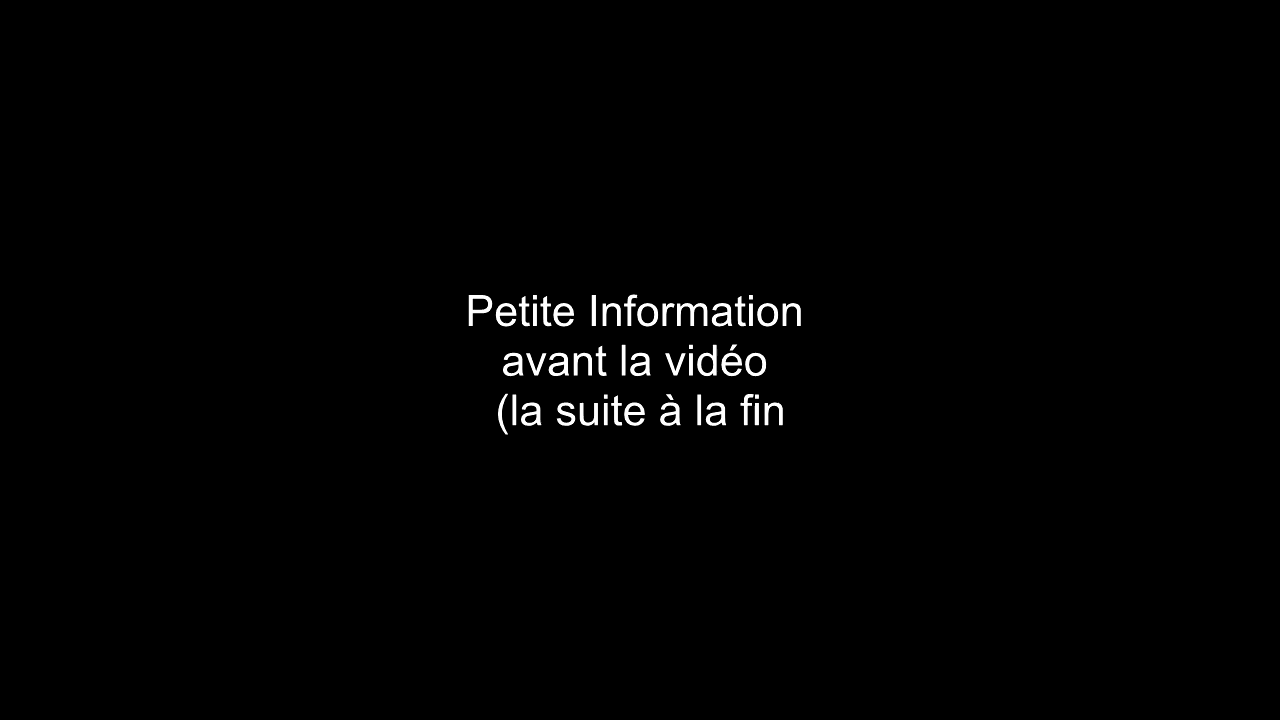 Petite Information
avant la vidéo
(la suite à la fin